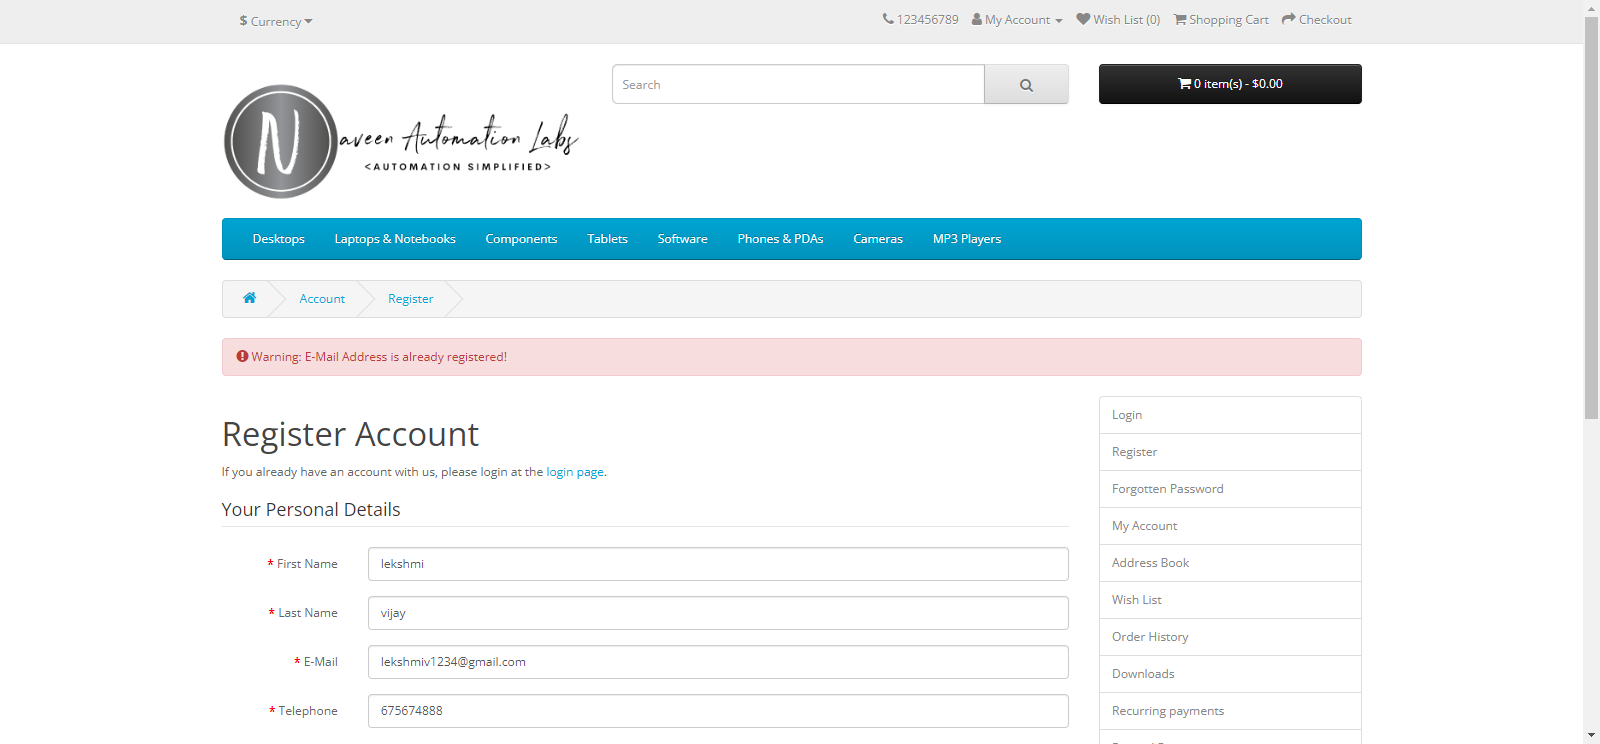 $ Currency
123456789 My Account Wish List (0) Shopping Cart Checkout
Search
0 item(s) - $0.00
N
aveen Automation Labs
<AUTOMATION SIMPLIFIED>
Desktops Laptops & Notebooks Components Tablets Software Phones & PDAs Cameras MP3 Players
Account Register
Warning: E-Mail Address is already registered!
Register Account
If you already have an account with us, please login at the login page.
Your Personal Details
* First Name lekshmi
* Last Name vijay
* E-Mail lekshmiv1234@gmail.com
* Telephone 675674888
Login
Register
Forgotten Password
My Account
Address Book
Wish List
Order History
Downloads
Recurring payments